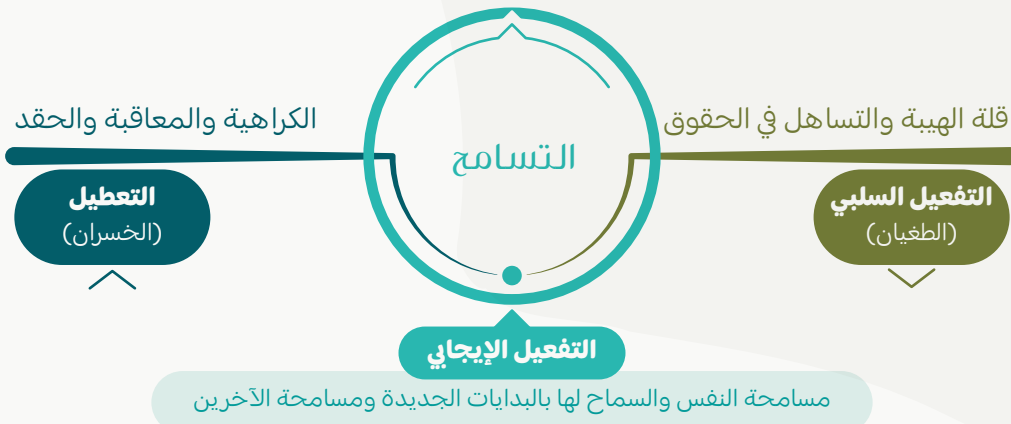 قلة الهيبة والتساهل في الحقوق
التسامح
الكراهية والمعاقبة والحقد
التفعيل السلبي
(الطغيان)
التعطيل
(الخسران)
التفعيل الإيجابي
مسامحة النفس والسماح لها بالبدايات الجديدة ومسامحة الآخرين